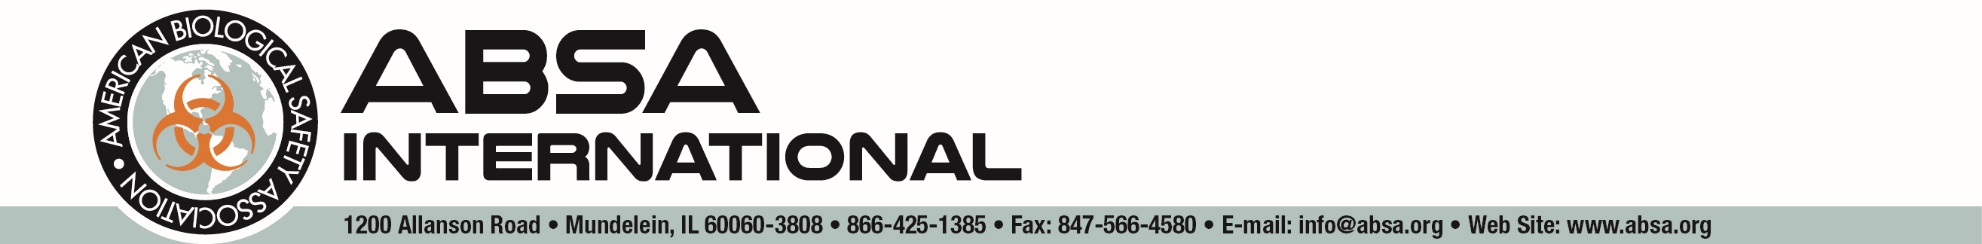 AMERICAN BIOLOGICAL SAFETY ASSOCIATION •
ABSA
INTERNATIONAL
1200 Allanson Road • Mundelein, IL 60060-3808 • 866-425-1385 • Fax: 847-566-4580 • E-mail: info@absa.org • Web Site: www.absa.org